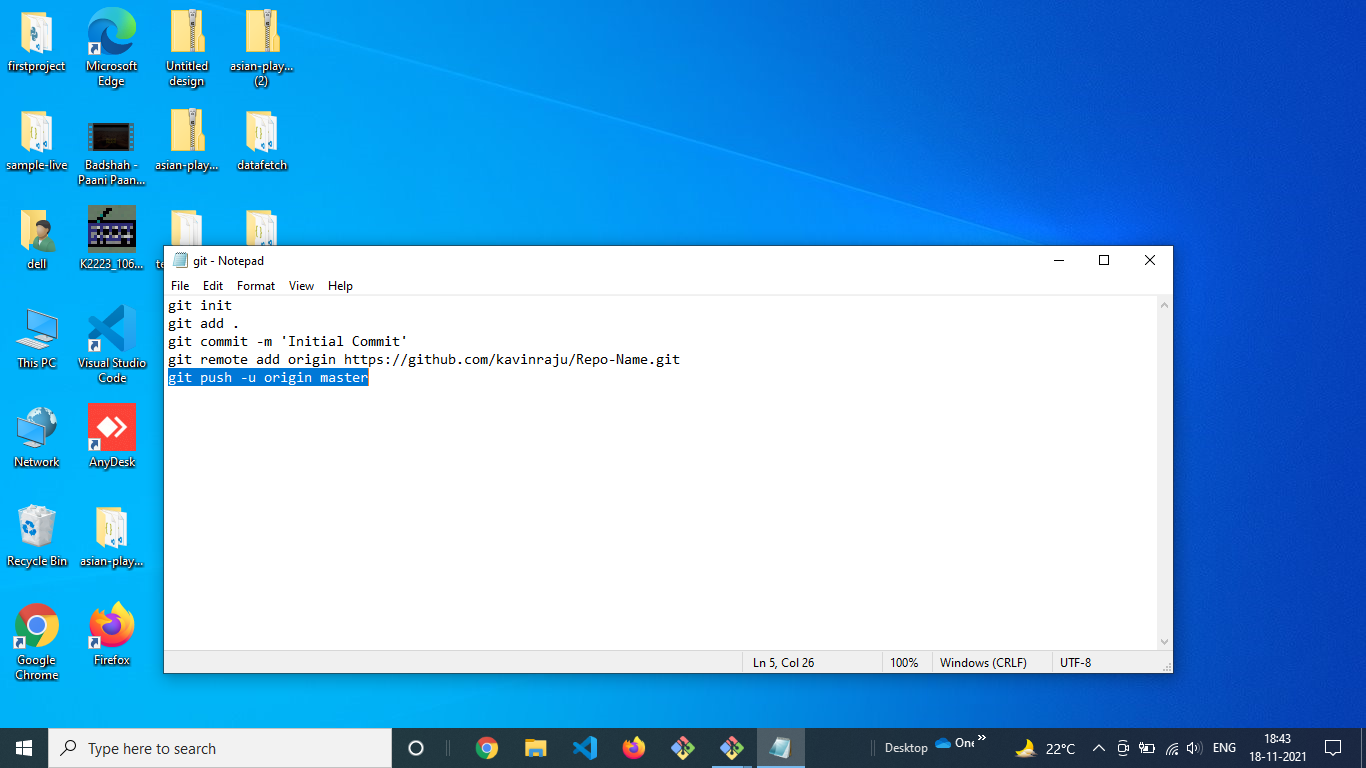 firstproject
Microsoft
Edge
Untitled
design
asian-play...
(2)
sample-live
Badshah -
Paani Paan...
asian-play...
datafetch
dell
K2223_106...
git - Notepad
File Edit Format View Help
git init
git add .
git commit -m 'Initial Commit'
git remote add origin https://github.com/kavinraju/Repo-Name.git
git push -u origin master
This PC
Visual Studio
Code
Network
AnyDesk
Recycle Bin
asian-play...
Google
Chrome
Firefox
Ln 5, Col 26 100% Windows (CRLF) UTF-8
Type here to search
Desktop
22°C
ENG
18:43
18-11-2021